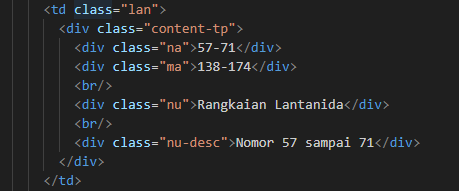 <td class="lan">
<div class="content-tp">
<div class="na">57-71</div>
<div class="ma">138-174</div>
<br/>
<div class="nu">Rangkaian Lantanida</div>
<br/>
<div class="nu-desc">Nomor 57 sampai 71</div>
</div>
</td>